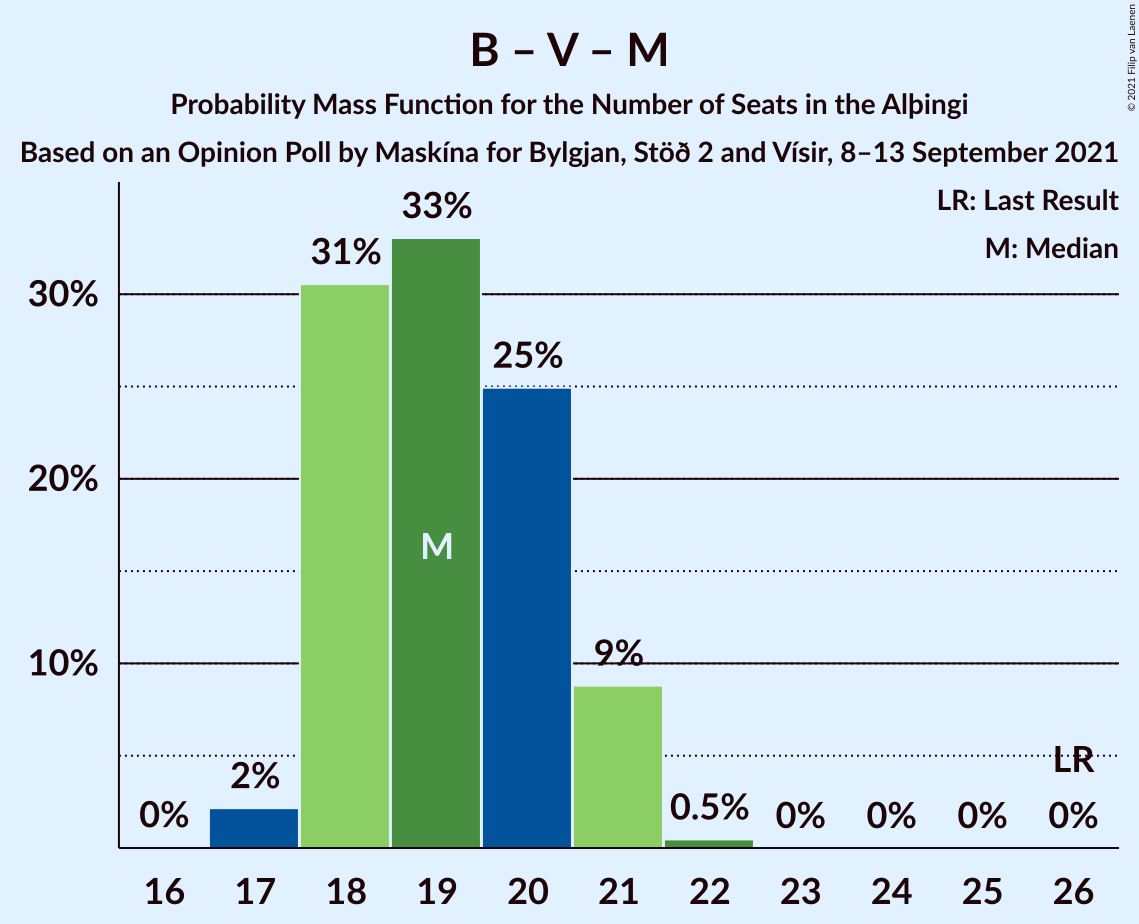 B – V – M
Probability Mass Function for the Number of Seats in the Alþingi
Based on an Opinion Poll by Maskína for Bylgjan, Stöð 2 and Vísir, 8–13 September 2021
© 2021 Filip van Laenen
LR: Last Result
M: Median
33%
31%
30%
25%
20%
M
10%
9%
LR
2%
0%
0.5%
0%
0%
0%
0%
16 17 18 19 20 21 22 23 24 25 26